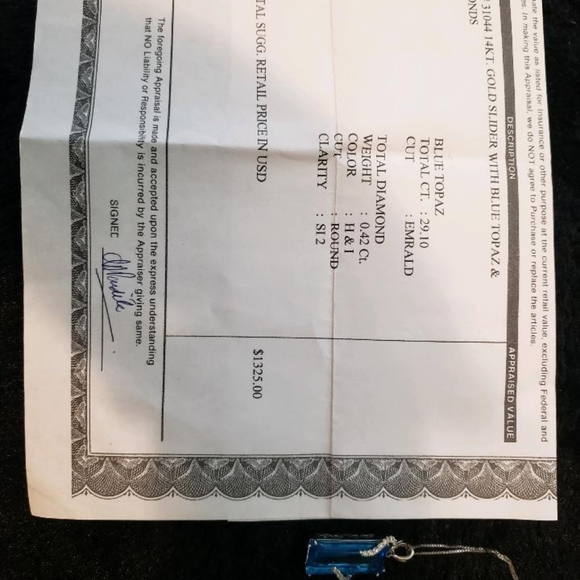 ate the value as listed for insurance or other purpose at the current retail value, excluding Federal and
es. In making this Appraisal, we do NOT agree to Purchase or replace the articles.
DESCRIPTION APPRAISED VALUE
31044 14KT. GOLD SLIDER WITH BLUE TOPAZ &
ONDS
BLUE TOPAZ
TOTAL CT. : 29.10
CUT : EMRALD
TOTAL DIAMOND
WEIGHT : 0.42 Ct.
COLOR : H & I
CUT : ROUND
CLARITY : SI 2
TAL SUGG. RETAIL PRICE IN USD $1325.00
The foregoing Appraisal is made and accepted upon the express understanding
that NO Liability or Responsibility is incurred by the Appraiser giving same.
SIGNED